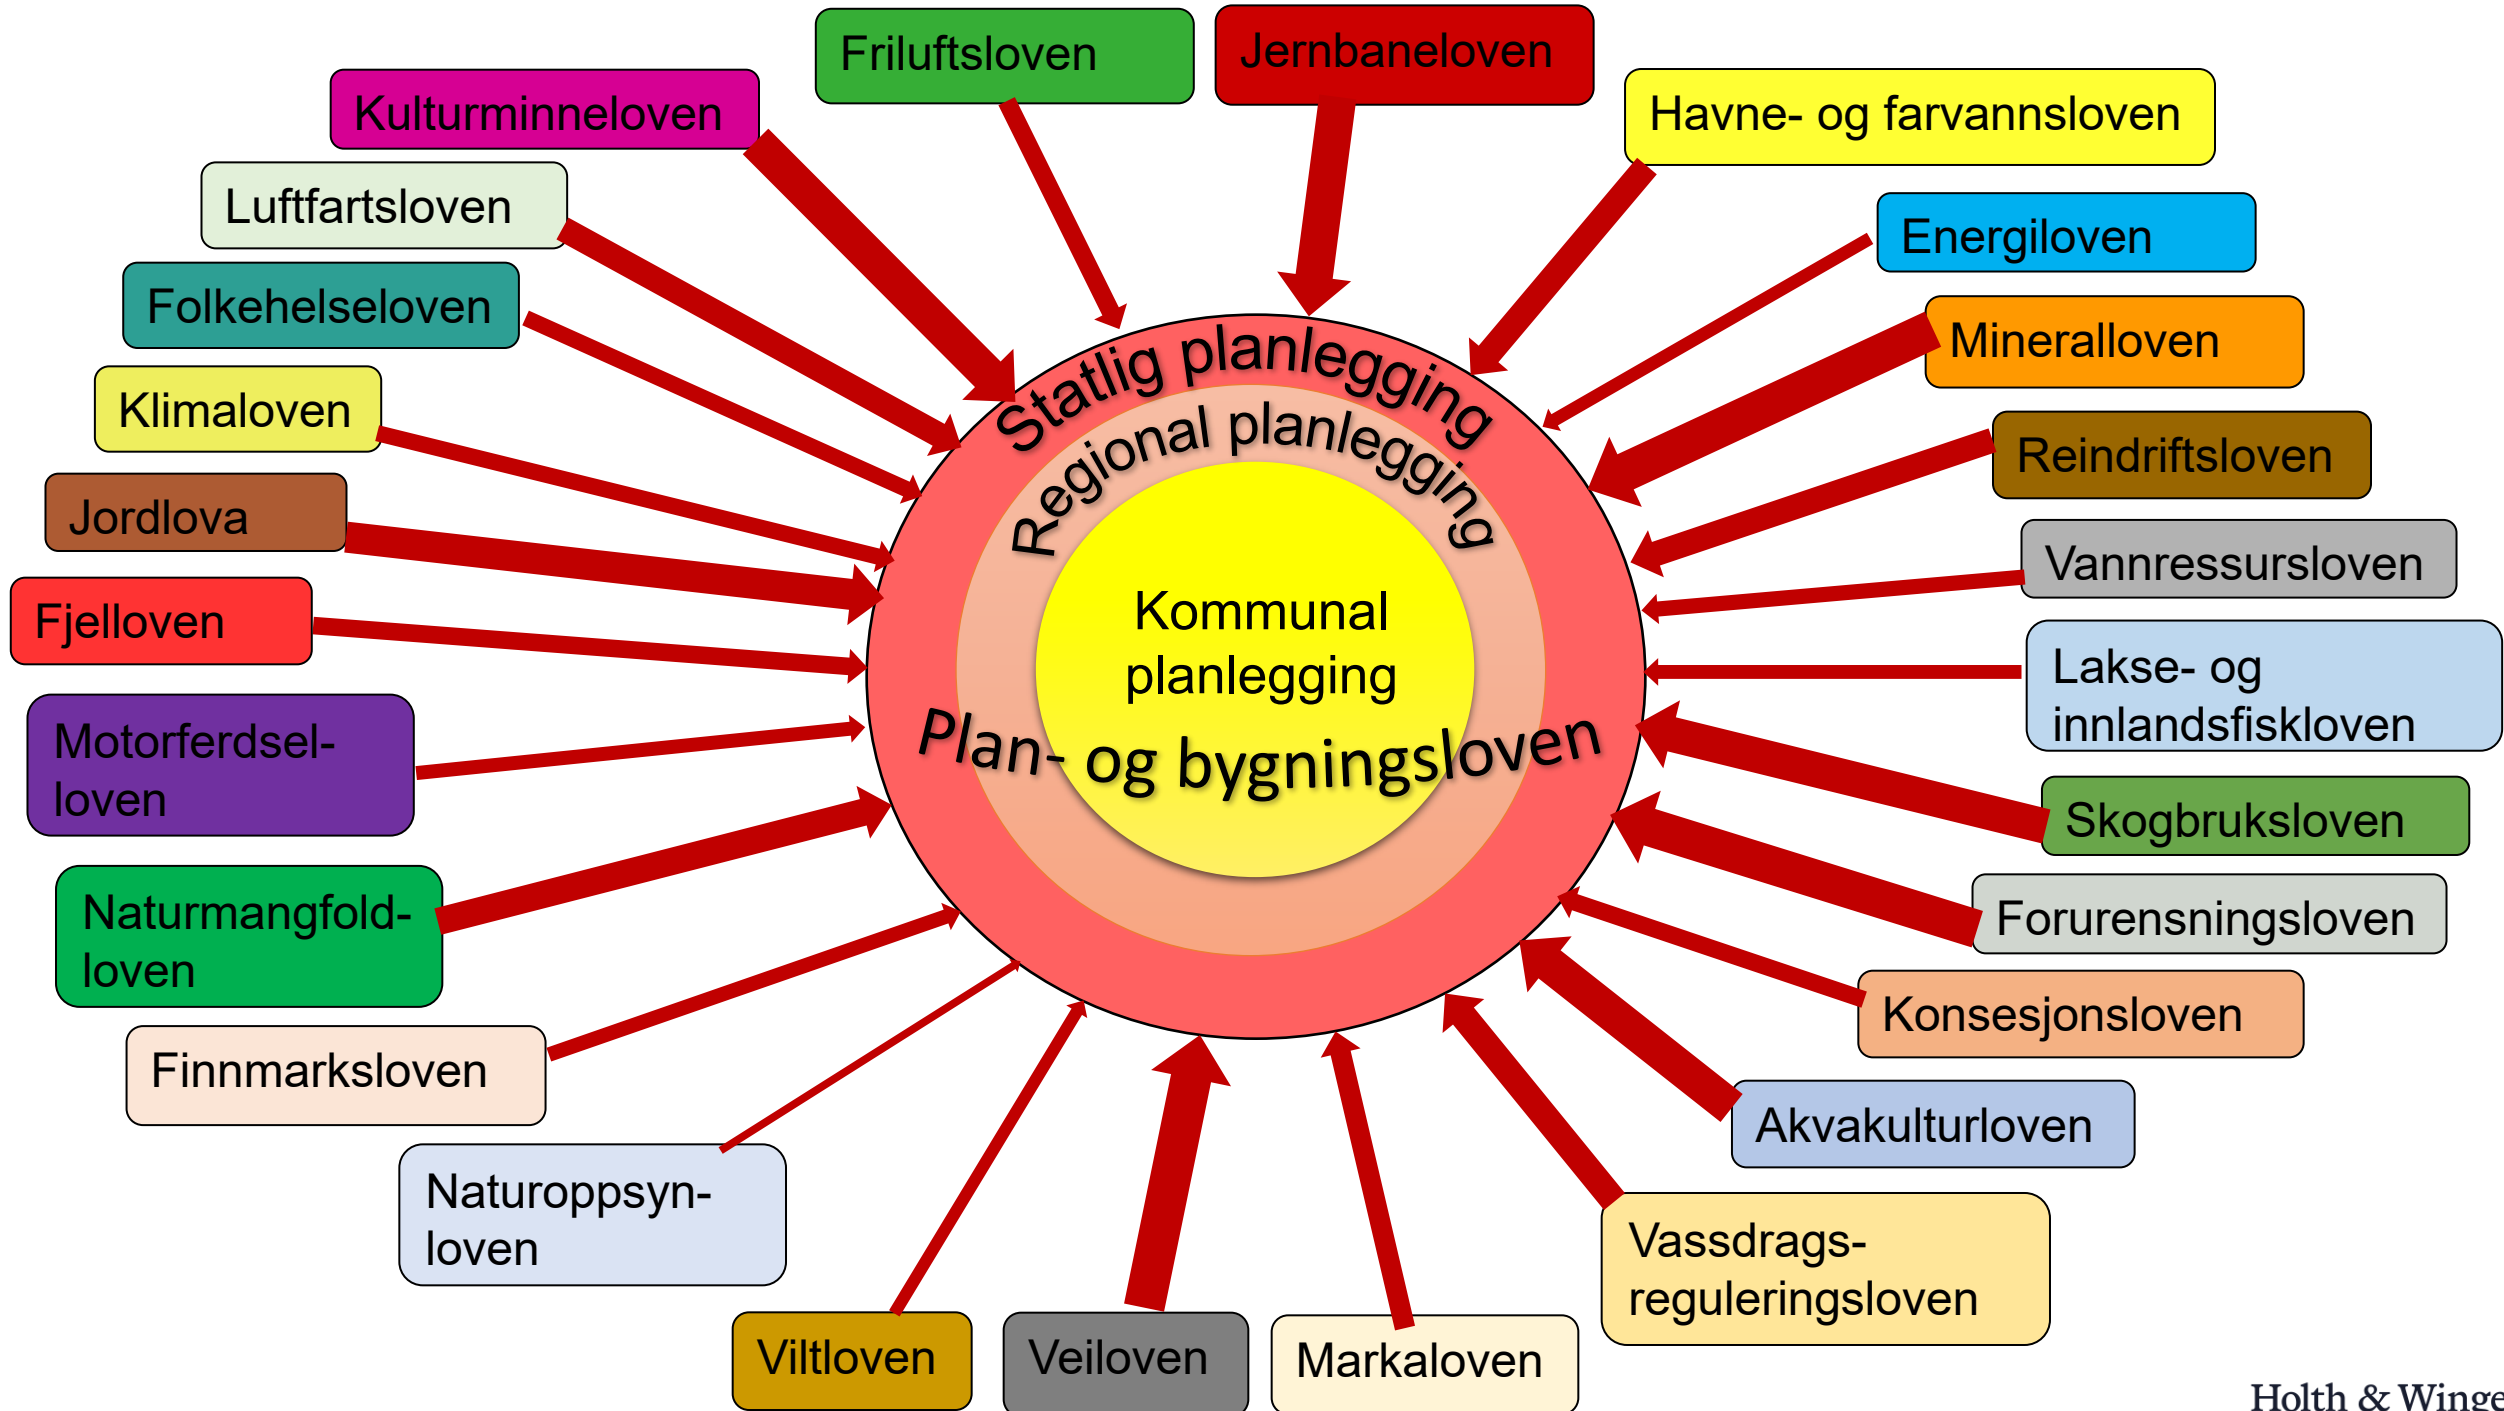 Friluftsloven
Jernbaneloven
Kulturminneloven
Havne- og farvannsloven
Luftfartsloven
Energiloven
Folkehelseloven
Mineralloven
Klimaloven
Reindriftsloven
Jordlova
Vannressursloven
Fjelloven
Lakse- og
innlandsfiskloven
Motorferdsel-
loven
Skogbruksloven
Naturmangfold-
loven
Forurensningsloven
Finnmarksloven
Konsesjonsloven
Naturoppsyn-
loven
Akvakulturloven
Viltloven
Veiloven
Markaloven
Vassdrags-
reguleringsloven
Statlig planlegging
Regional planlegging
Kommunal
planlegging
Plan- og bygningsloven
Holth & Winge